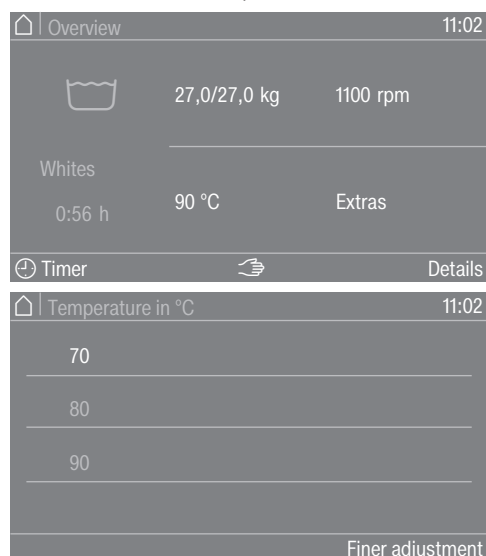 Overview 11:02
27,0/27,0 kg 1100 rpm
Whites
90 °C Extras
0:56 h
Timer Details
Temperature in °C 11:02
70
80
90
Finer adjustment